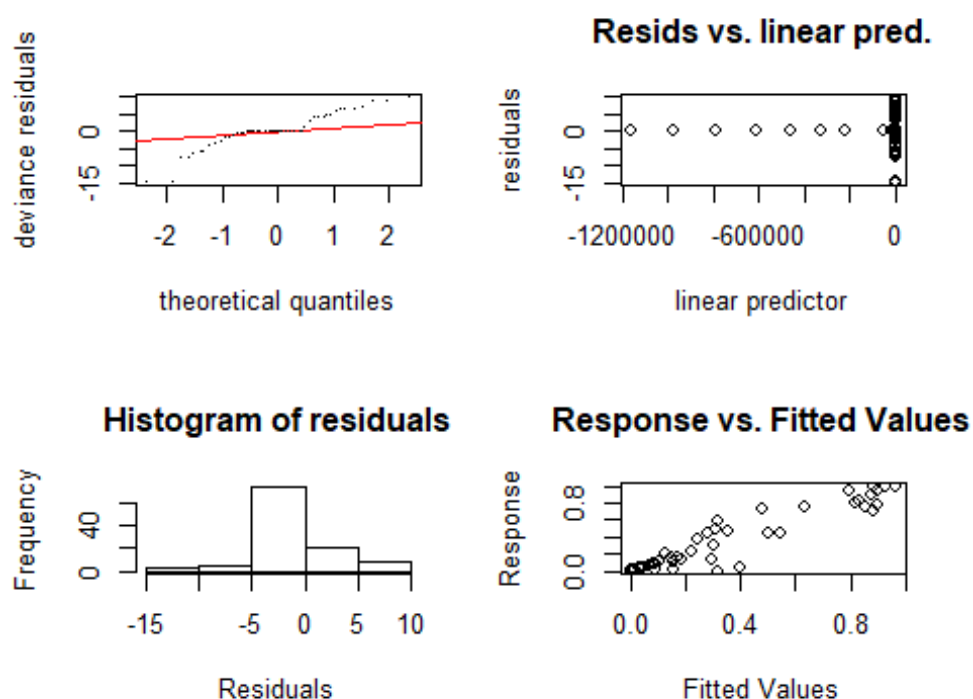 deviance residuals
0
-15
-2 -1 0 1 2
theoretical quantiles
Resids vs. linear pred.
residuals
0
-15
-1200000 -600000 0
linear predictor
Histogram of residuals
Frequency
40
0
-15 -5 0 5 10
Residuals
Response vs. Fitted Values
Response
0.8
0.0
0.0 0.4 0.8
Fitted Values